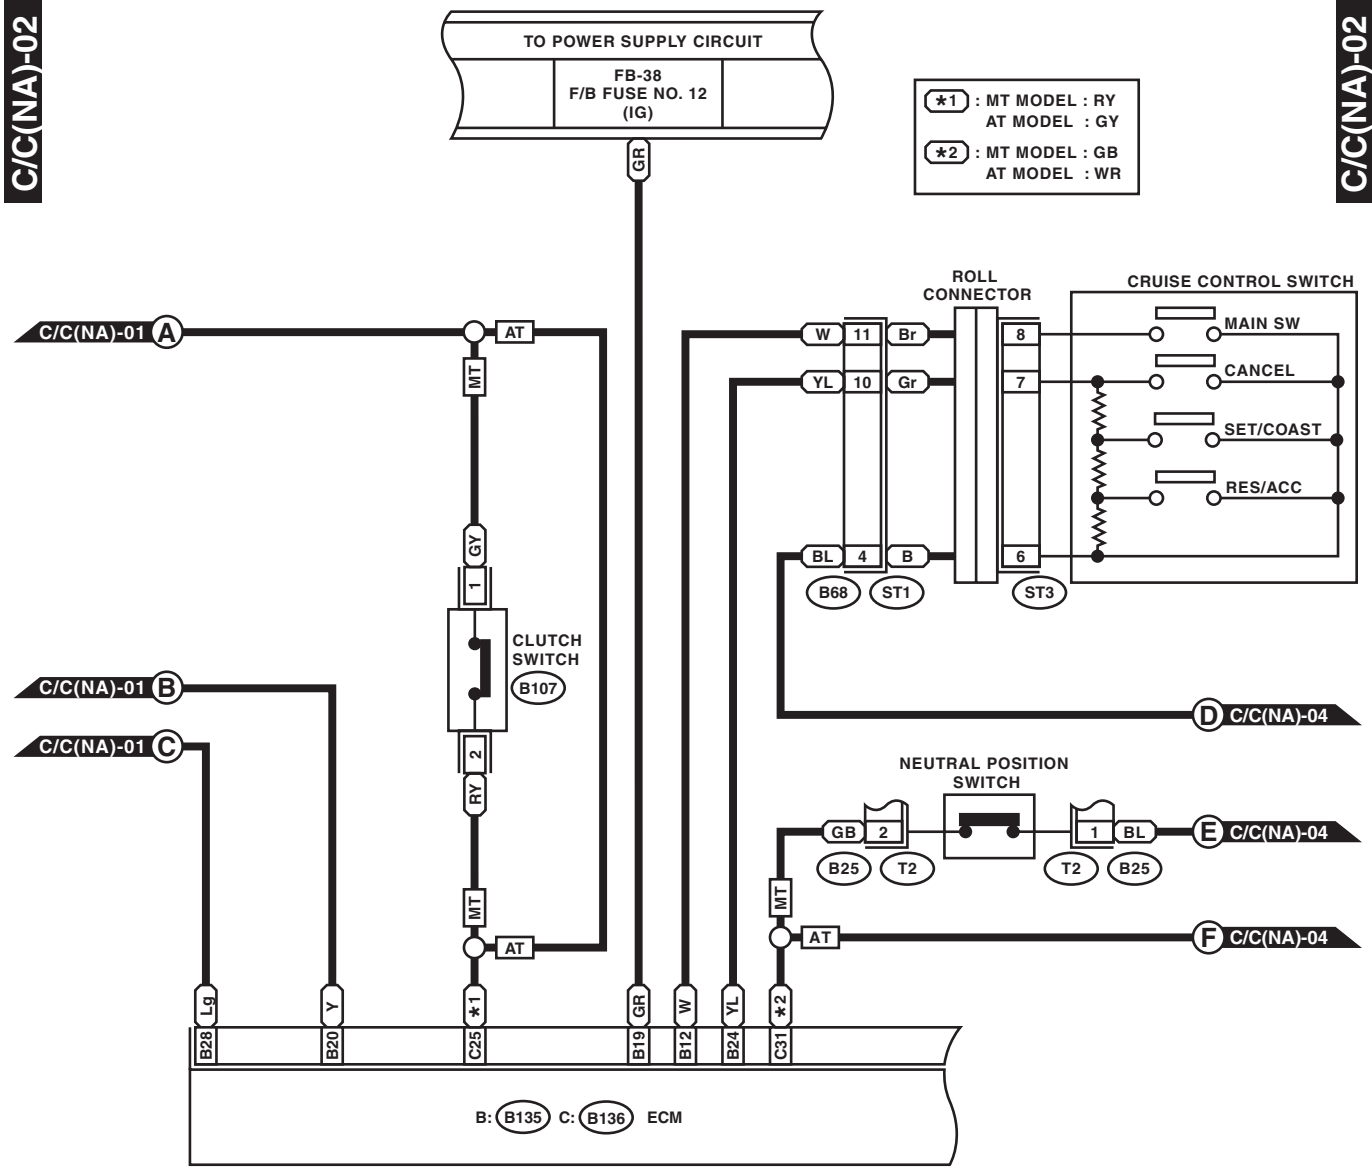 C/C(NA)-02
C/C(NA)-02
TO POWER SUPPLY CIRCUIT
FB-38
F/B FUSE NO. 12
(IG)
GR
*1 : MT MODEL : RY
AT MODEL : GY
*2 : MT MODEL : GB
AT MODEL : WR
ROLL
CONNECTOR
CRUISE CONTROL SWITCH
C/C(NA)-01 A
AT
MT
W 11 Br 8 MAIN SW
YL 10 Gr 7 CANCEL
SET/COAST
RES/ACC
BL 4 B 6
B68 ST1 ST3
GY
1
CLUTCH
SWITCH
B107
2
RY
MT
AT
C/C(NA)-01 B
C/C(NA)-01 C
D C/C(NA)-04
NEUTRAL POSITION
SWITCH
GB 2 1 BL E C/C(NA)-04
B25 T2 T2 B25
MT
AT F C/C(NA)-04
Lg Y *1 GR W YL *2
B28 B20 C25 B19 B12 B24 C31
B: B135 C: B136 ECM